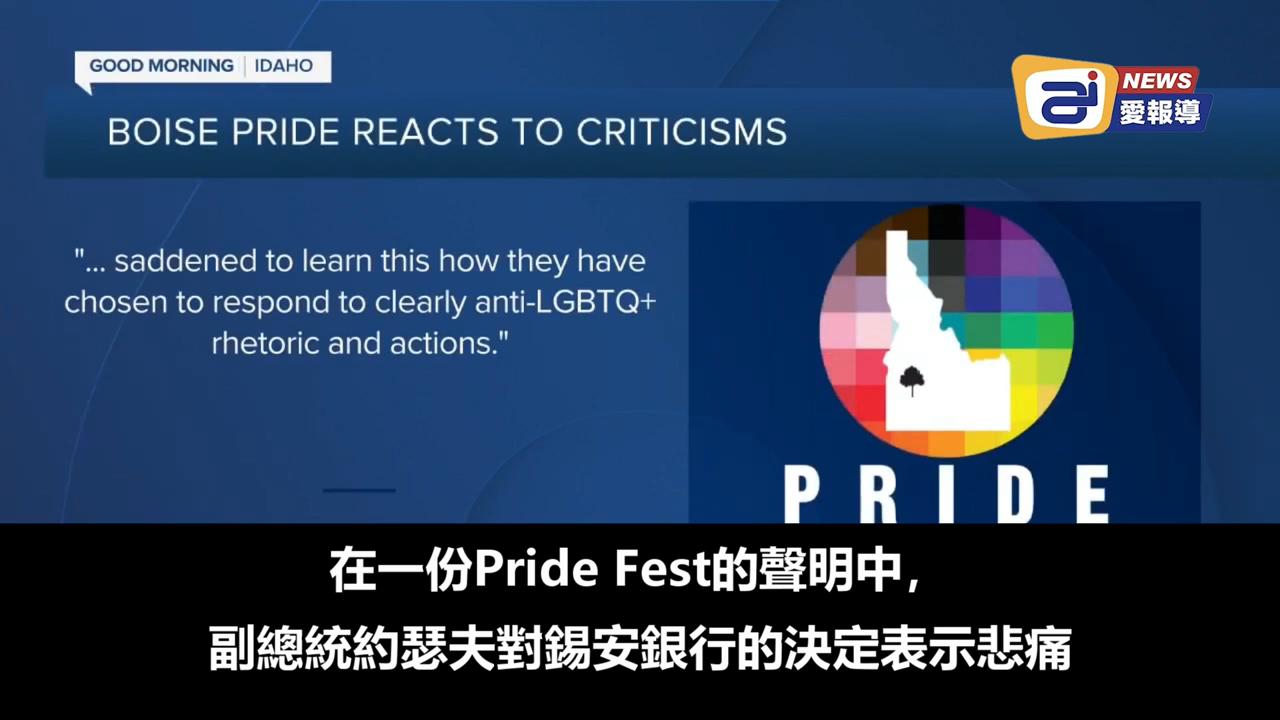 GOOD MORNING | IDAHO
NEWS
愛報導
BOISE PRIDE REACTS TO CRITICISMS
"... saddened to learn this how they have
chosen to respond to clearly anti-LGBTQ+
rhetoric and actions."
PRIDE
在一份Pride Fest的聲明中,
副總統約瑟夫對錫安銀行的決定表示悲痛